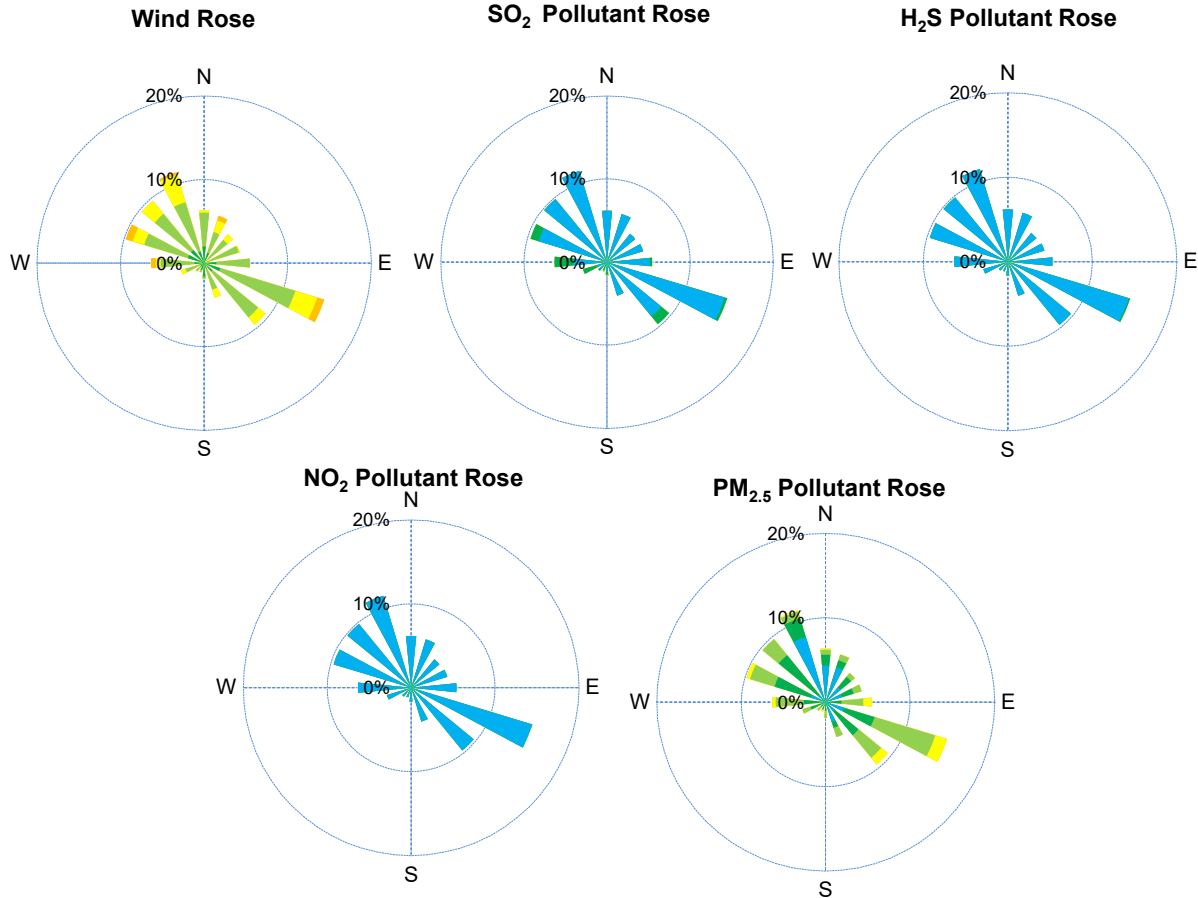 Wind Rose
N
20%
10%
0%
W
E
S
SO₂ Pollutant Rose
N
20%
10%
0%
W
E
S
H₂S Pollutant Rose
N
20%
10%
0%
W
E
S
NO₂ Pollutant Rose
N
20%
10%
0%
W
E
S
PM₂.₅ Pollutant Rose
N
20%
10%
0%
W
E
S